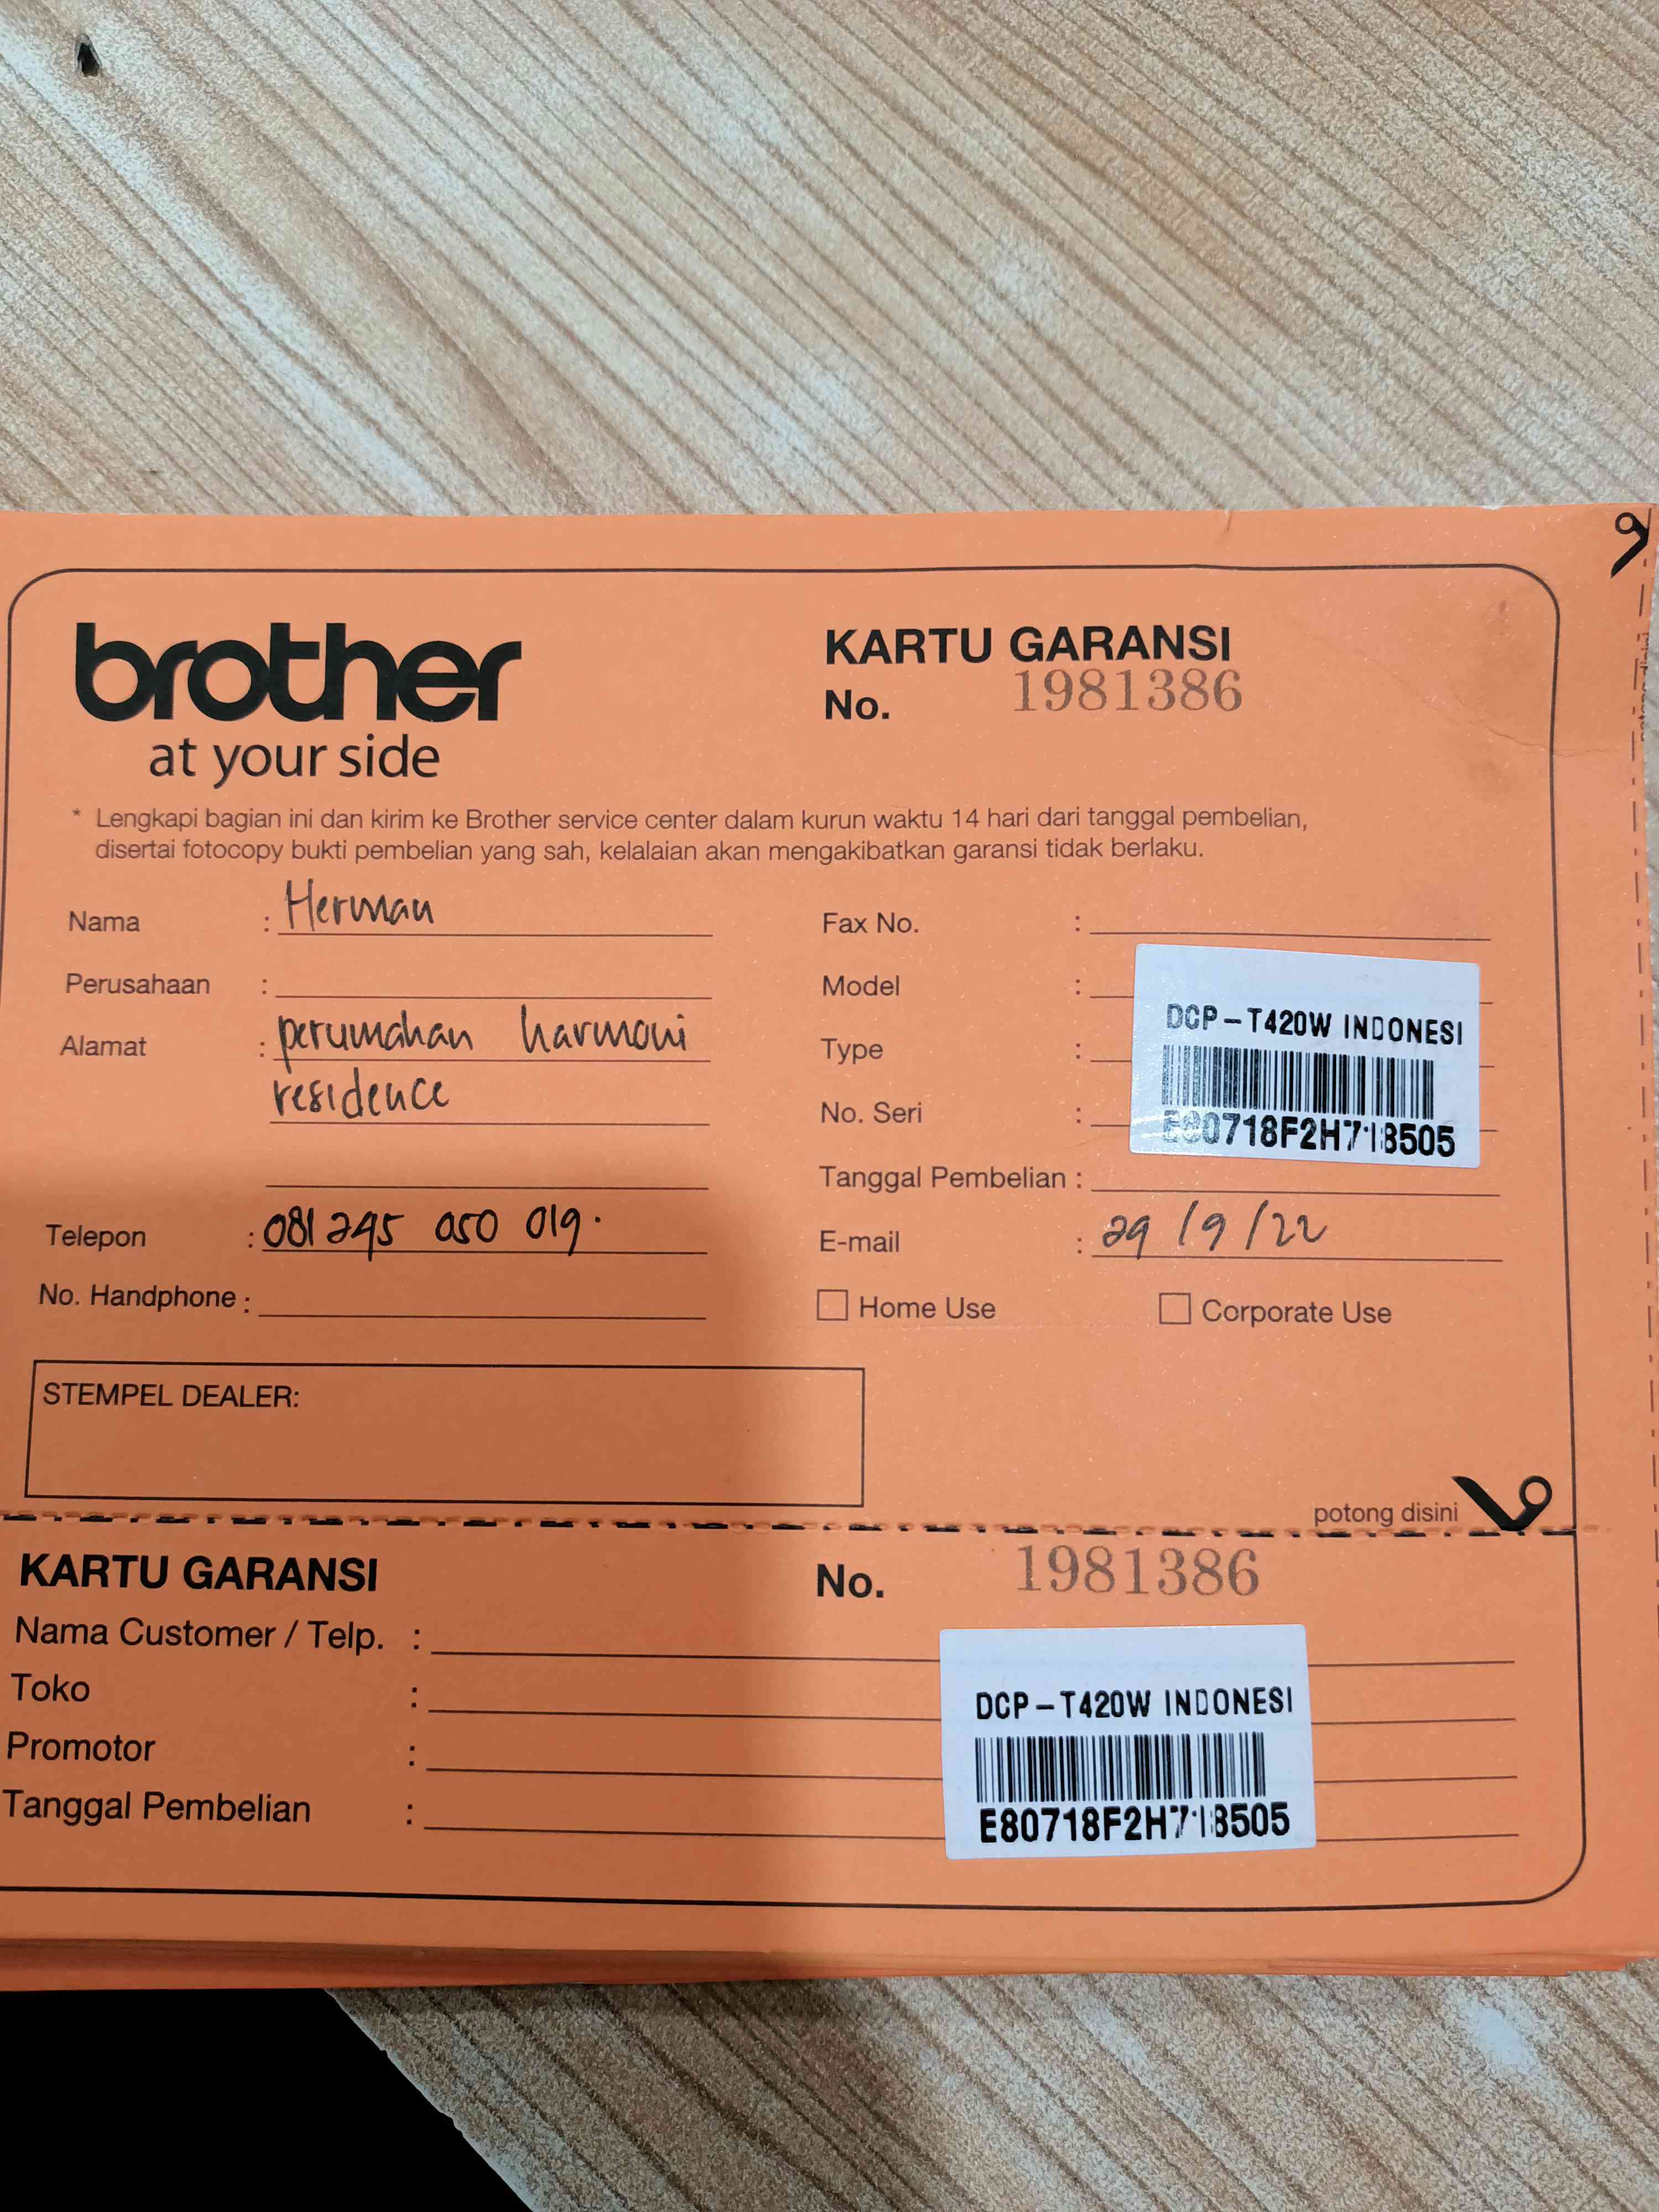 brother
at your side
KARTU GARANSI
No. 1981386
* Lengkapi bagian ini dan kirim ke Brother service center dalam kurun waktu 14 hari dari tanggal pembelian,
disertai fotocopy bukti pembelian yang sah, kelalaian akan mengakibatkan garansi tidak berlaku.
Nama : Herman
Perusahaan :
Alamat : perumahan harmoni
residence
Telepon : 081 245 050 019.
No. Handphone :
Fax No. :
Model :
Type :
No. Seri :
DCP-T420W INDONESI
E80718F2H718505
Tanggal Pembelian :
E-mail : 29/9/22
Home Use Corporate Use
STEMPEL DEALER:
potong disini
KARTU GARANSI No. 1981386
Nama Customer / Telp. :
Toko :
Promotor :
Tanggal Pembelian :
DCP-T420W INDONESI
E80718F2H718505